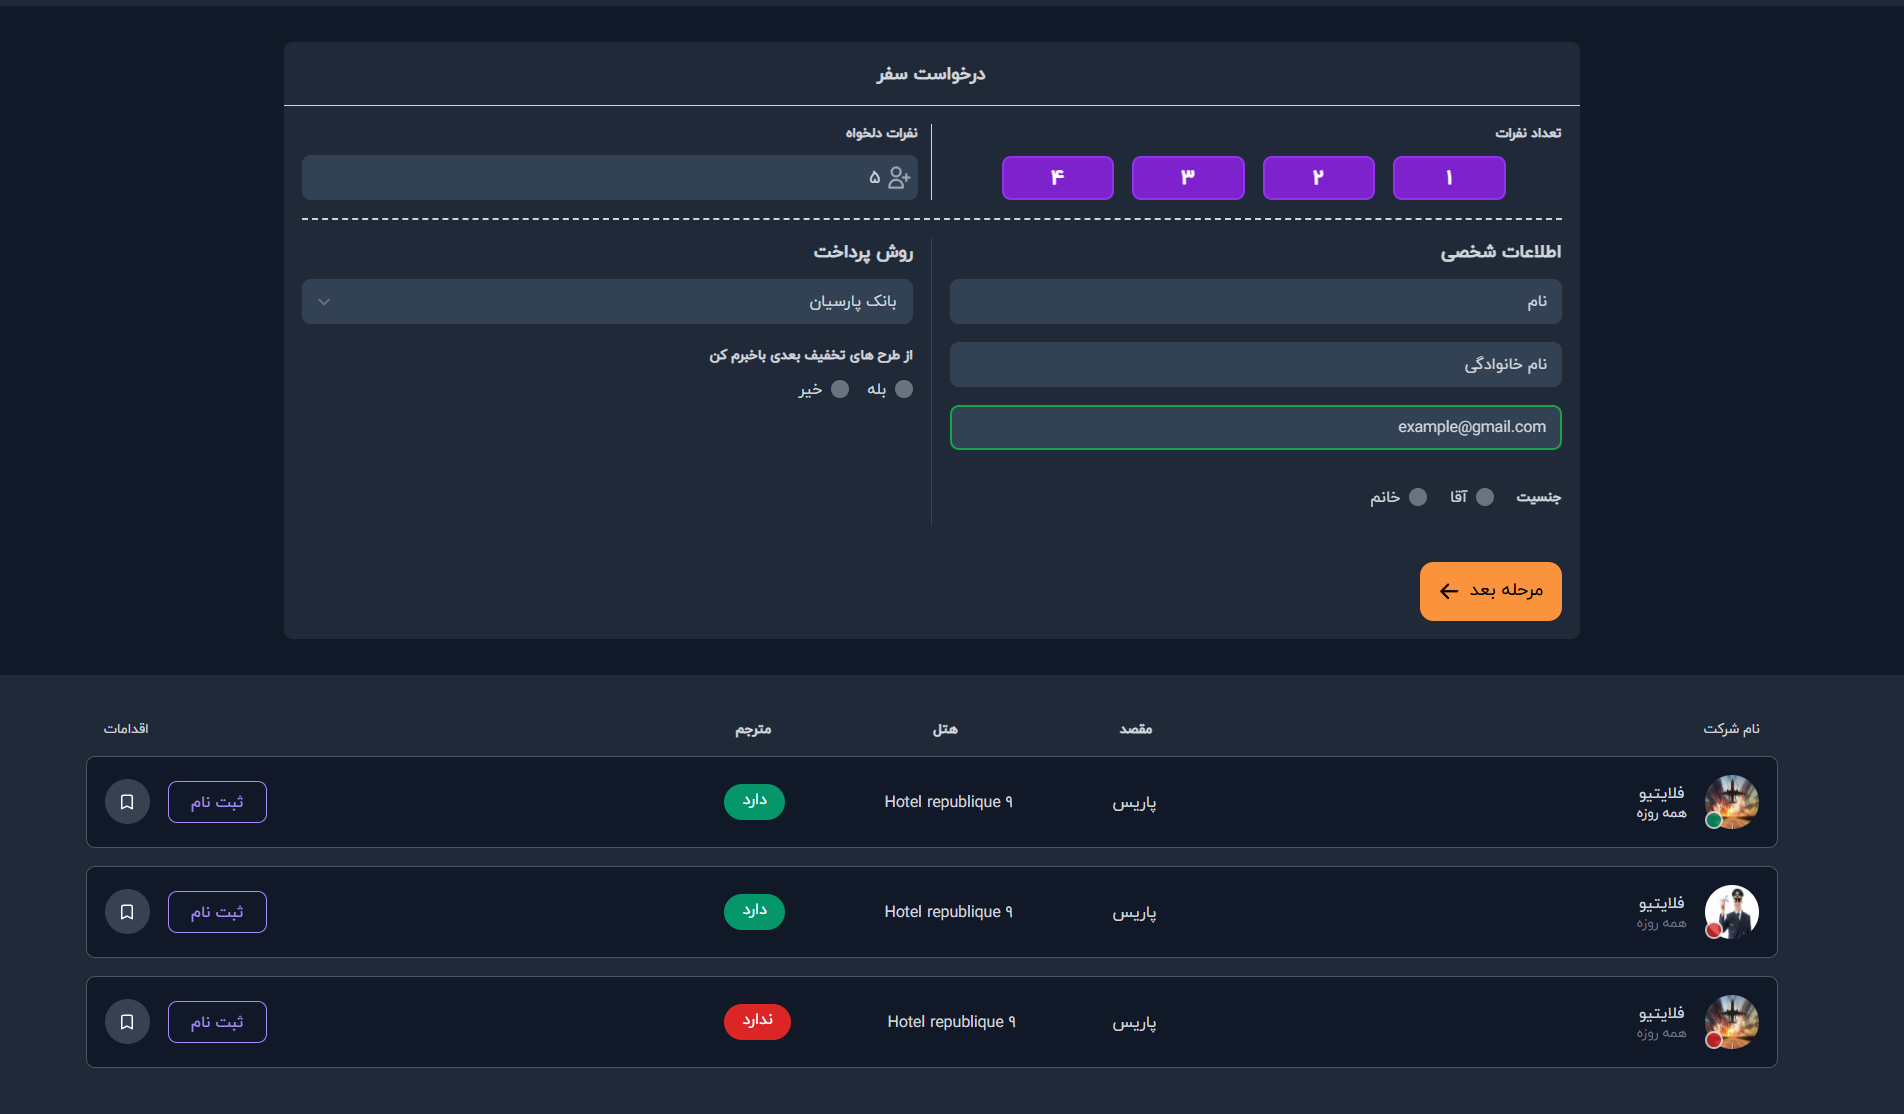 درخواست سفر
تعداد نفرات
۱ ۲ ۳ ۴
نفرات دلخواه
۵
اطلاعات شخصی
نام
نام خانوادگی
example@gmail.com
جنسیت آقا خانم
روش پرداخت
بانک پارسیان
از طرح های تخفیف بعدی باخبرم کن
بله خیر
مرحله بعد
نام شرکت مقصد هتل مترجم اقدامات
فلایتیو
همه روزه
پاریس
Hotel republique ۹
دارد
ثبت نام
فلایتیو
همه روزه
پاریس
Hotel republique ۹
دارد
ثبت نام
فلایتیو
همه روزه
پاریس
Hotel republique ۹
ندارد
ثبت نام